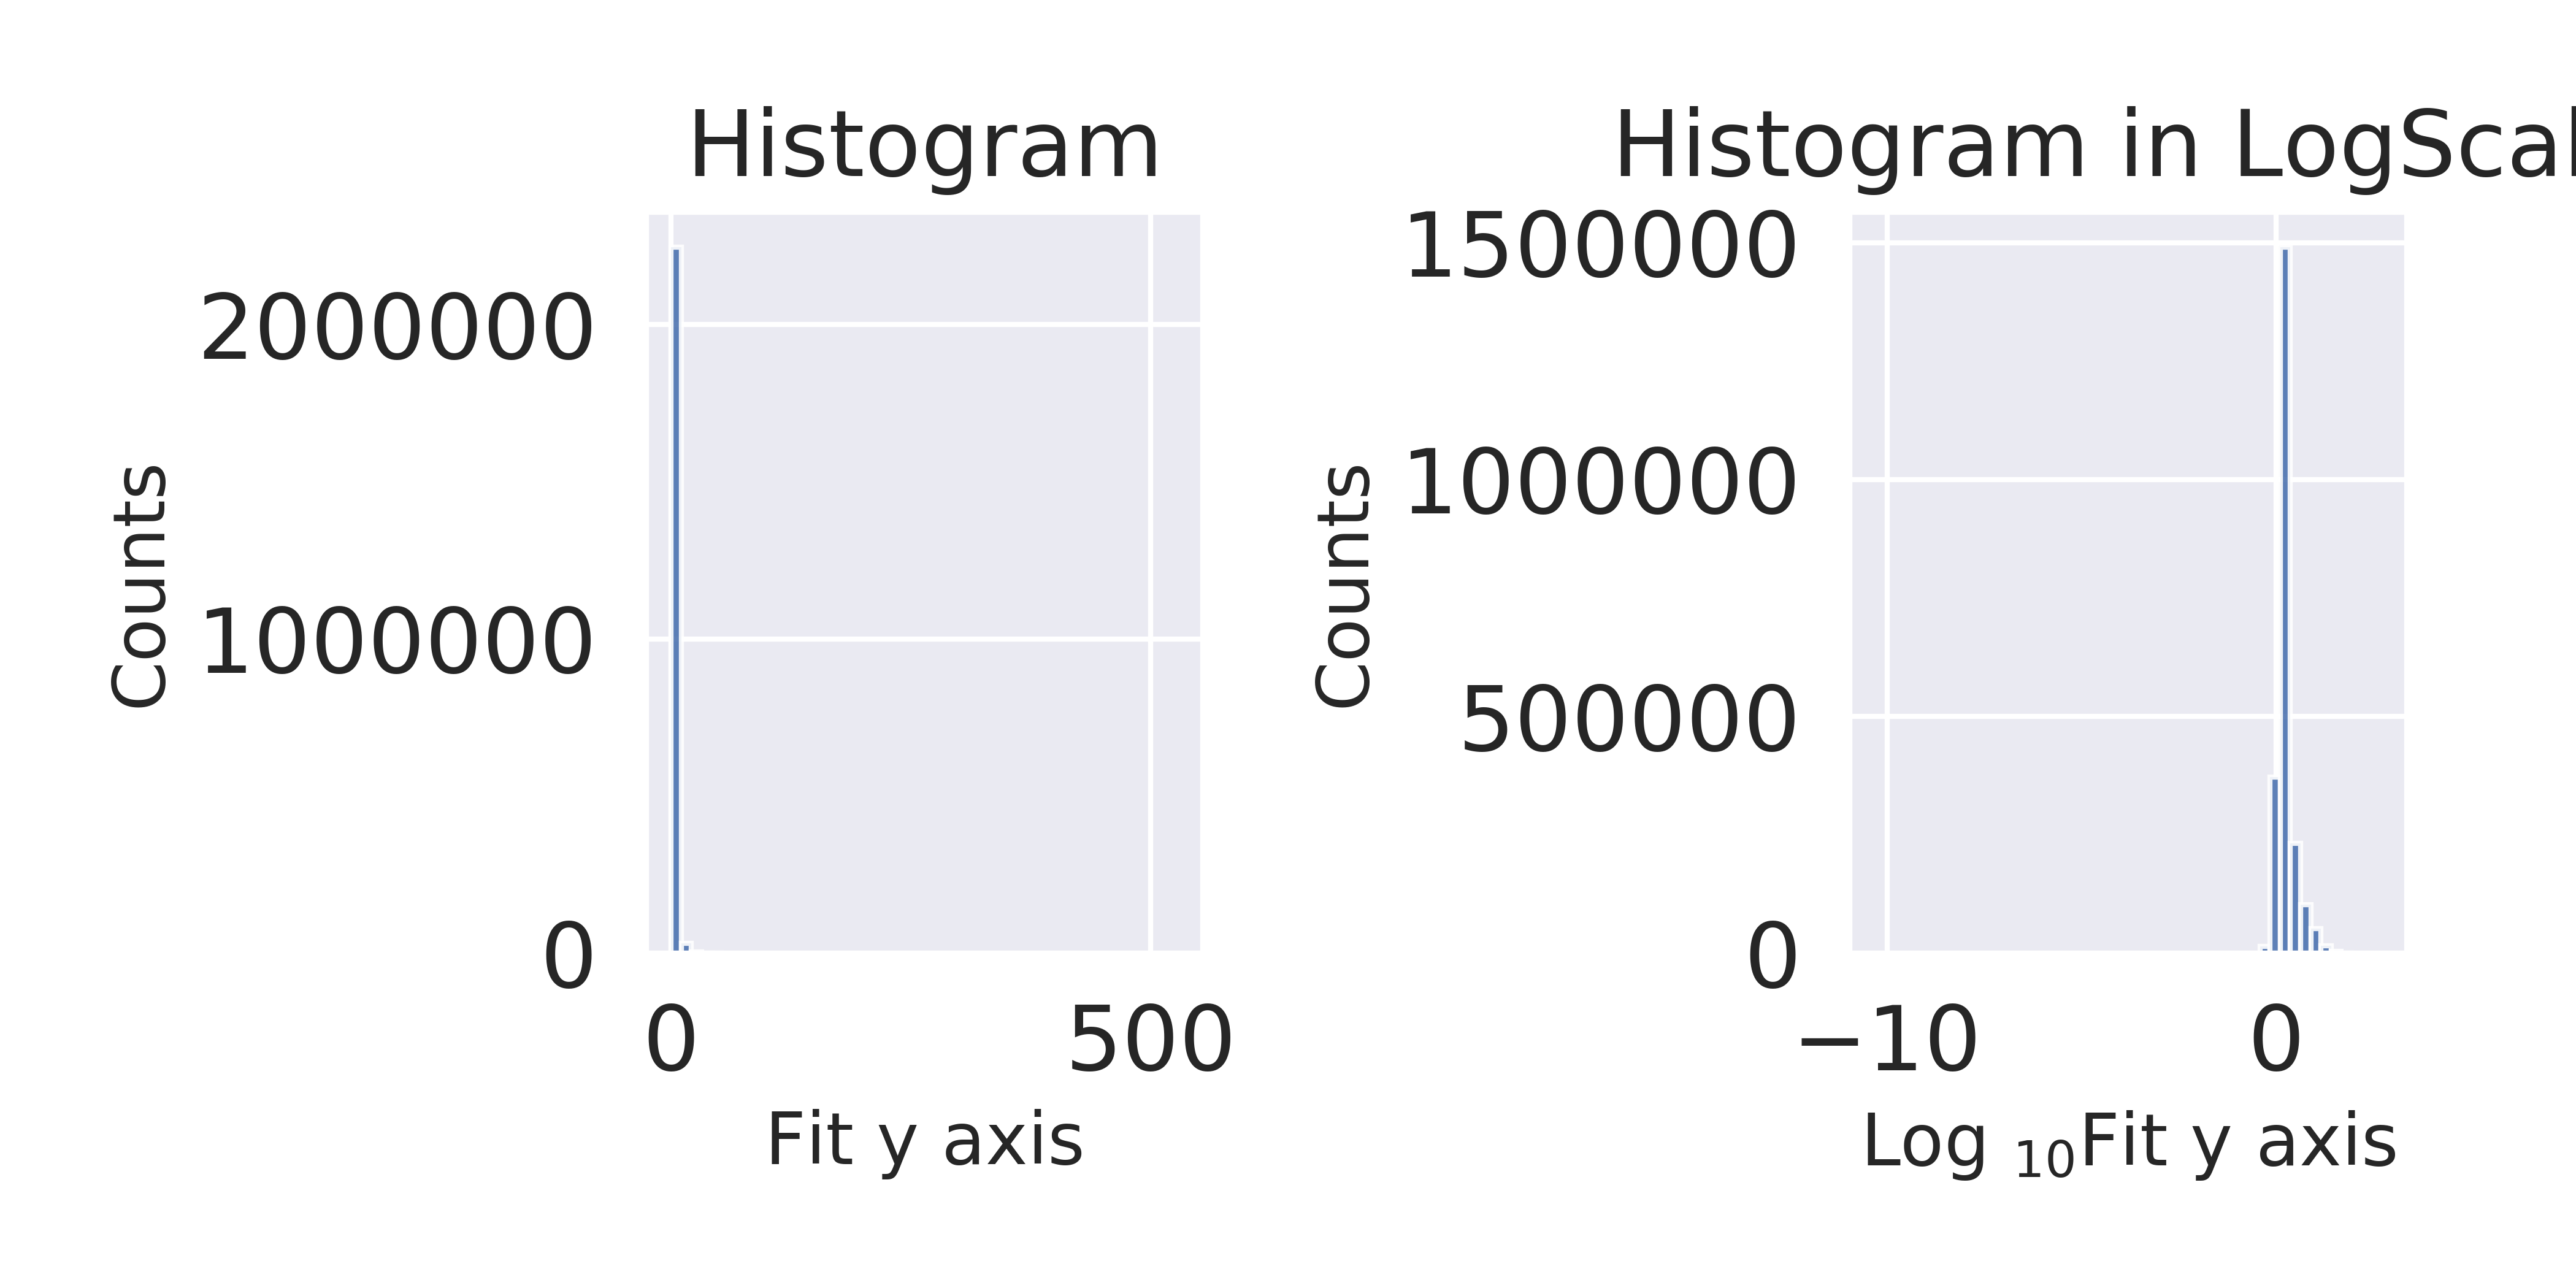 Histogram
2000000
1000000
0
Counts
0 500
Fit y axis
Histogram in LogScal
1500000
1000000
500000
0
Counts
−10 0
Log 10Fit y axis